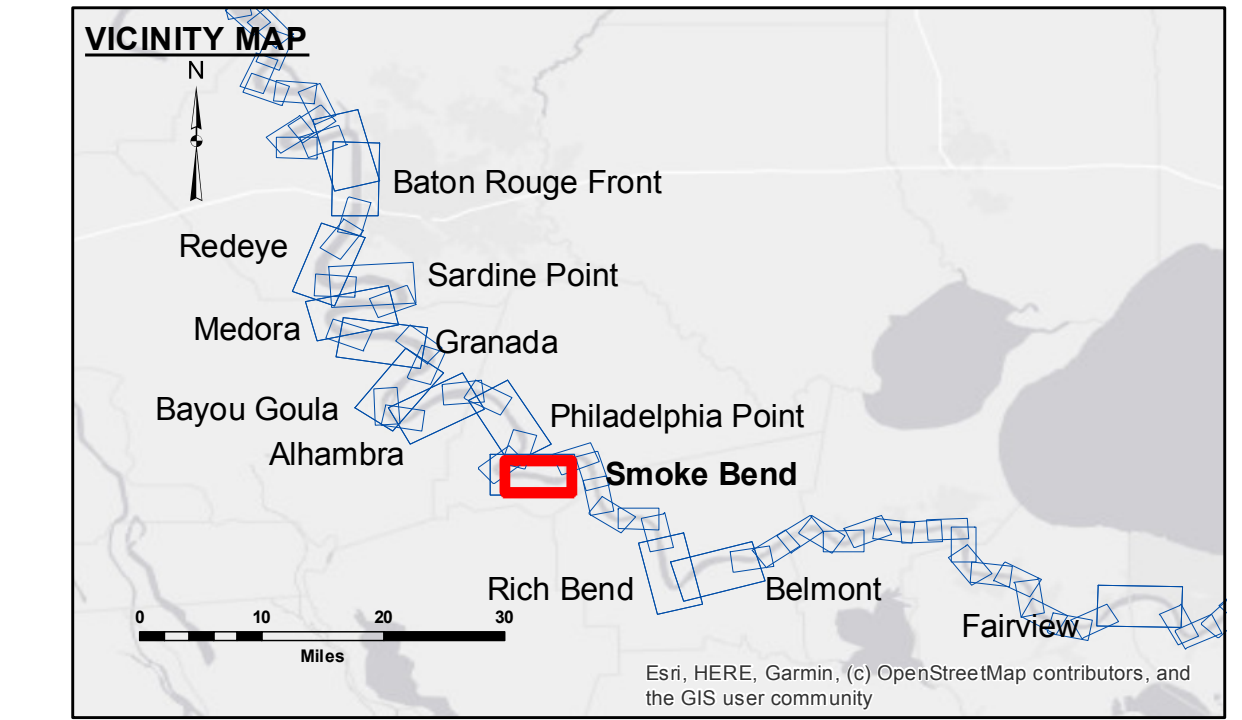 VICINITY MAP
N
Baton Rouge Front
Redeye
Sardine Point
Medora
Granada
Bayou Goula
Philadelphia Point
Alhambra
Smoke Bend
Rich Bend
Belmont
Fairview
0 10 20 30
Miles
Esri, HERE, Garmin, (c) OpenStreetMap contributors, and
the GIS user community